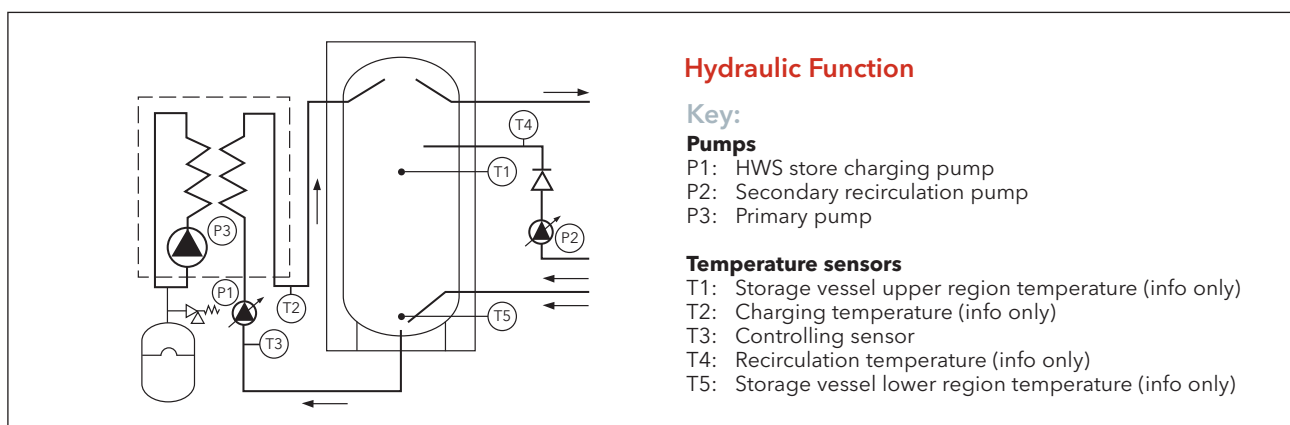 Hydraulic Function
Key:
Pumps
P1: HWS store charging pump
P2: Secondary recirculation pump
P3: Primary pump
Temperature sensors
T1: Storage vessel upper region temperature (info only)
T2: Charging temperature (info only)
T3: Controlling sensor
T4: Recirculation temperature (info only)
T5: Storage vessel lower region temperature (info only)
T4
T1
P3
P2
P1
T2
T5
T3